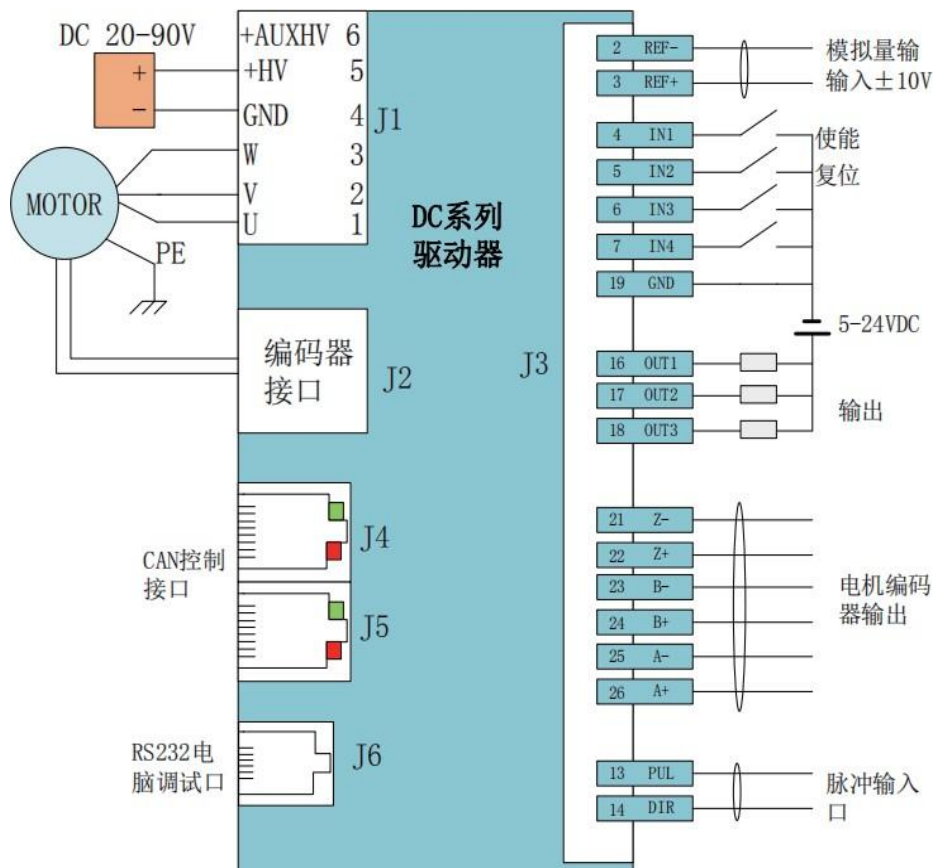 DC 20-90V
+
-
+AUXHV 6
+HV 5
GND 4
W 3
V 2
U 1
J1
MOTOR
PE
DC系列
驱动器
编码器
接口
J2
J3
CAN控制
接口
J4
J5
RS232电
脑调试口
J6
2 REF-
3 REF+
模拟量输
输入±10V
4 IN1
使能
5 IN2
复位
6 IN3
7 IN4
19 GND
5-24VDC
16 OUT1
17 OUT2
18 OUT3
输出
21 Z-
22 Z+
23 B-
24 B+
25 A-
26 A+
电机编码
器输出
13 PUL
14 DIR
脉冲输入
口